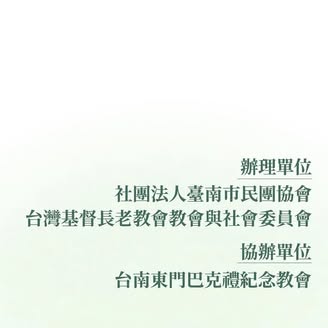 辦理單位
社團法人臺南市民團協會
台灣基督長老教會教會與社會委員會
協辦單位
台南東門巴克禮紀念教會